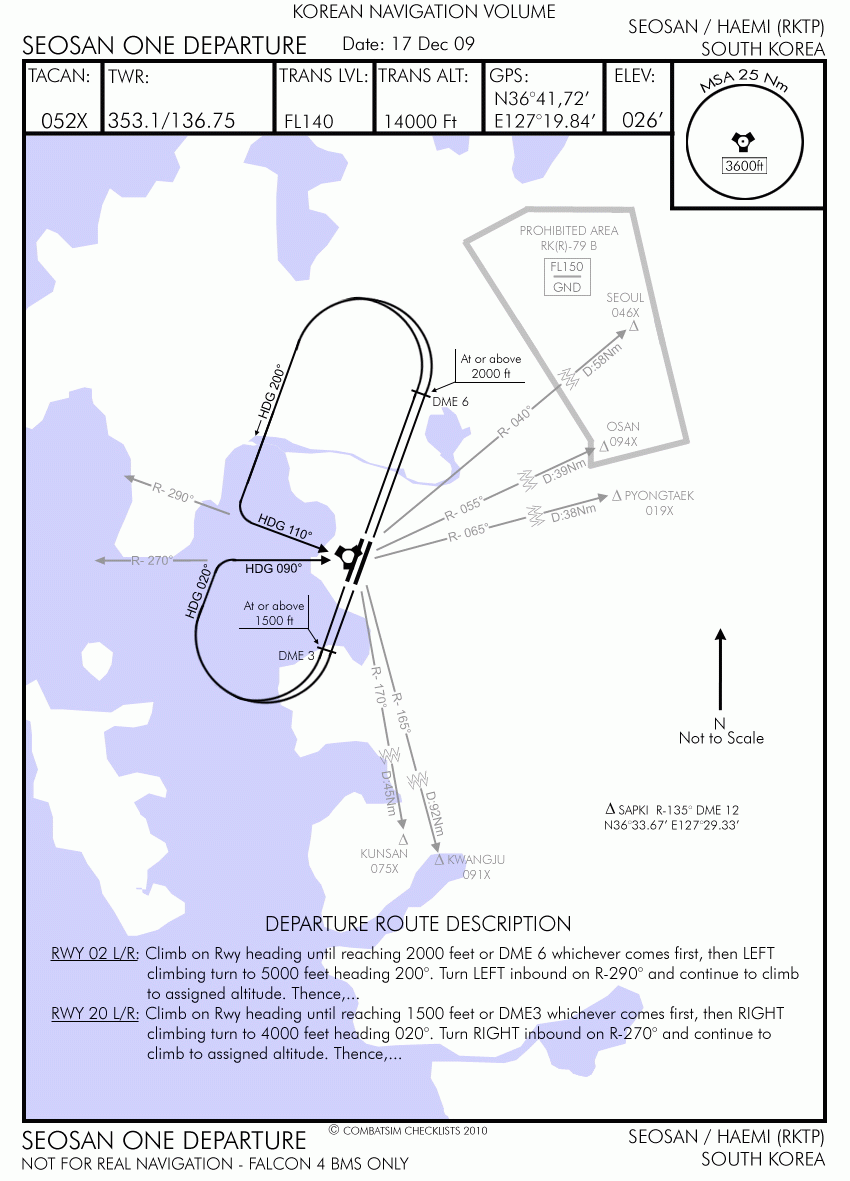 KOREAN NAVIGATION VOLUME
SEOSAN ONE DEPARTURE
Date: 17 Dec 09
SEOSAN / HAEMI (RKTP)
SOUTH KOREA
TACAN:
052X
TWR:
353.1/136.75
TRANS LVL:
FL140
TRANS ALT:
14000 Ft
GPS:
N36°41,72’
E127°19.84’
ELEV:
026’
MSA 25 Nm
3600ft
PROHIBITED AREA
RK(R)-79 B
FL150
GND
SEOUL
046X
D:58Nm
R- 040°
At or above
2000 ft
DME 6
HDG 200°
OSAN
094X
D:39Nm
R- 055°
PYONGTAEK
019X
D:38Nm
R- 065°
R- 290°
HDG 110°
R- 270°
HDG 090°
HDG 020°
At or above
1500 ft
DME 3
R- 170°
R- 165°
D:45Nm
D:92Nm
KUNSAN
075X
KWANGJU
091X
N
Not to Scale
SAPKI R-135° DME 12
N36°33.67’ E127°29.33’
DEPARTURE ROUTE DESCRIPTION
RWY 02 L/R: Climb on Rwy heading until reaching 2000 feet or DME 6 whichever comes first, then LEFT
climbing turn to 5000 feet heading 200°. Turn LEFT inbound on R-290° and continue to climb
to assigned altitude. Thence,...
RWY 20 L/R: Climb on Rwy heading until reaching 1500 feet or DME3 whichever comes first, then RIGHT
climbing turn to 4000 feet heading 020°. Turn RIGHT inbound on R-270° and continue to
climb to assigned altitude. Thence,...
© COMBATSIM CHECKLISTS 2010
SEOSAN ONE DEPARTURE
NOT FOR REAL NAVIGATION - FALCON 4 BMS ONLY
SEOSAN / HAEMI (RKTP)
SOUTH KOREA